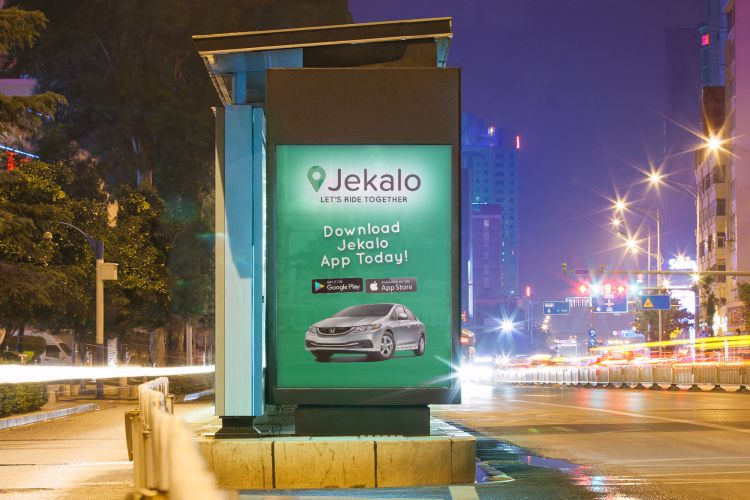 Jekalo
LET'S RIDE TOGETHER
Download
Jekalo
App Today!
GET IT ON
Google Play
Available on the
App Store